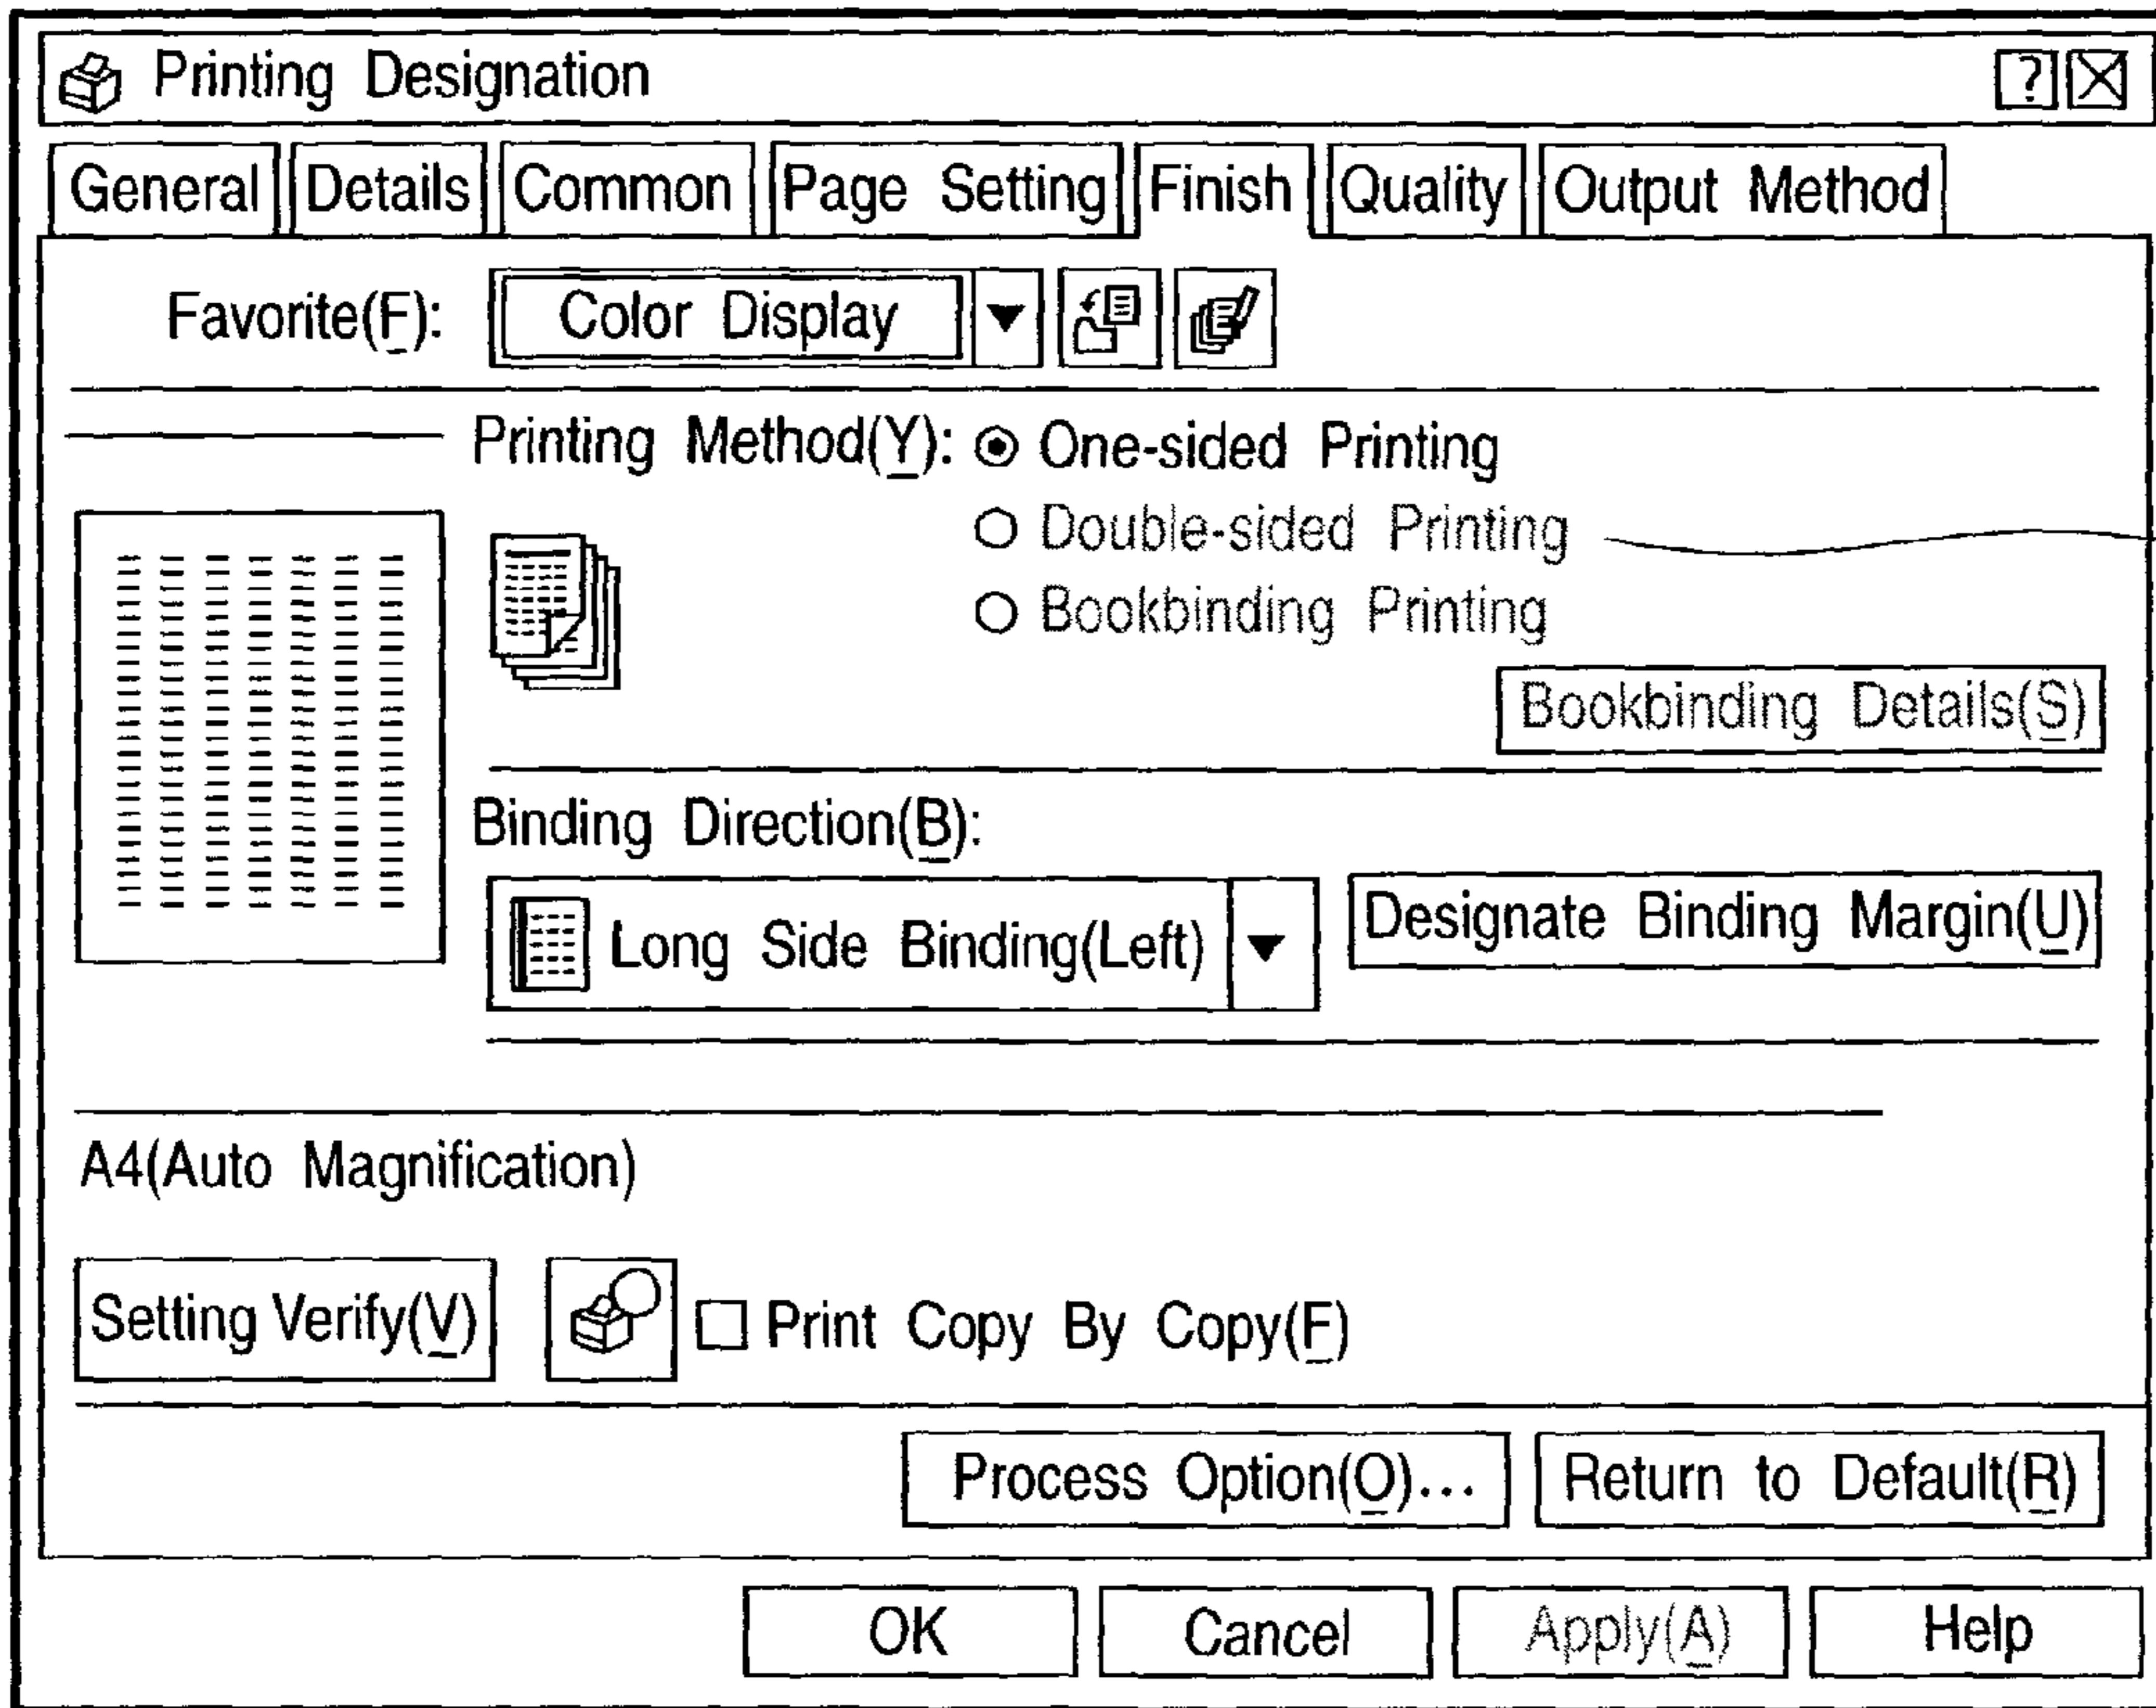 Printing Designation ?
General Details Common Page Setting Finish Quality Output Method
Favorite(F): Color Display
Printing Method(Y): One-sided Printing
Double-sided Printing
Bookbinding Printing
Bookbinding Details(S)
Binding Direction(B):
Long Side Binding(Left) Designate Binding Margin(U)
A4(Auto Magnification)
Setting Verify(V) Print Copy By Copy(F)
Process Option(O)... Return to Default(R)
OK Cancel Apply(A) Help